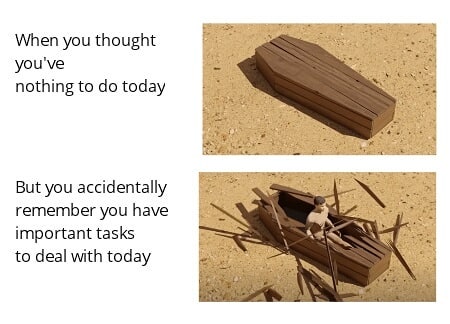 When you thought
you've
nothing to do today
But you accidentally
remember you have
important tasks
to deal with today